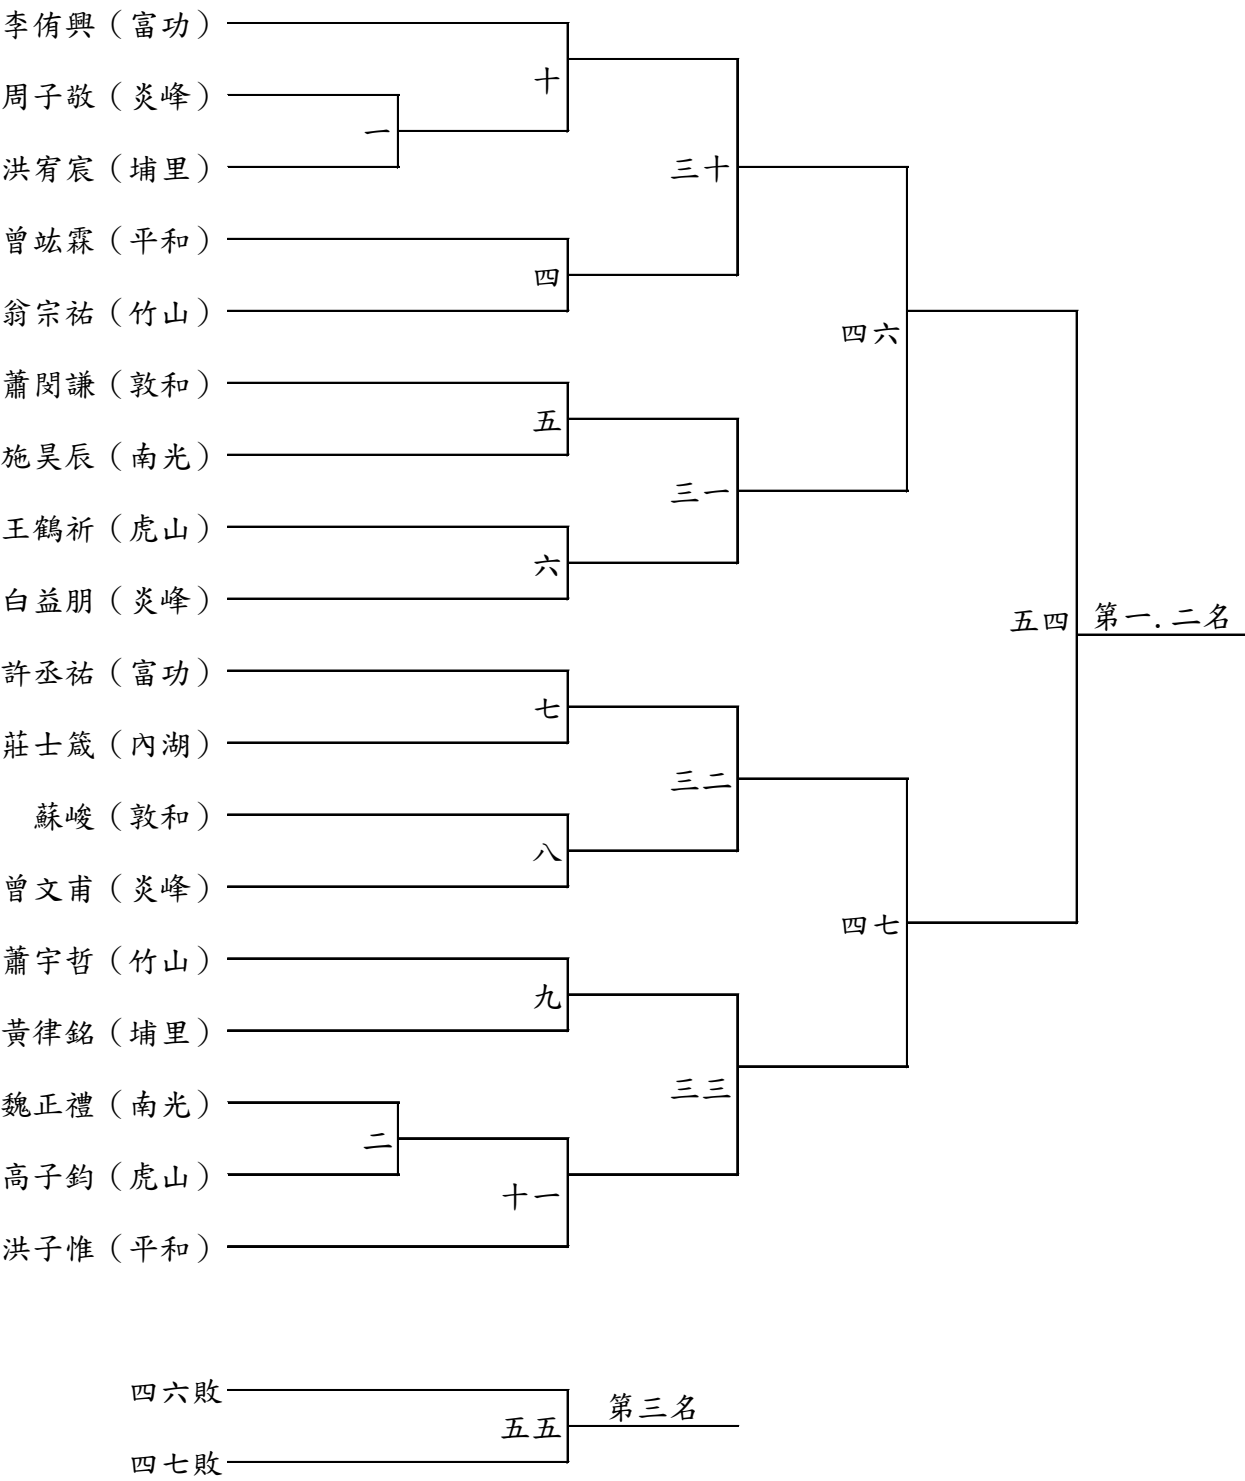 李侑興（富功）
十
周子敬（炎峰）
一
洪宥宸（埔里）
三十
曾竑霖（平和）
四
翁宗祐（竹山）
四六
蕭閔謙（敦和）
五
施昊辰（南光）
三一
王鶴祈（虎山）
六
白益朋（炎峰）
五四
第一.二名
許丞祐（富功）
七
莊士箴（內湖）
三二
蘇峻（敦和）
八
曾文甫（炎峰）
四七
蕭宇哲（竹山）
九
黃律銘（埔里）
三三
魏正禮（南光）
二
高子鈞（虎山）
十一
洪子惟（平和）
四六敗
五五
第三名
四七敗